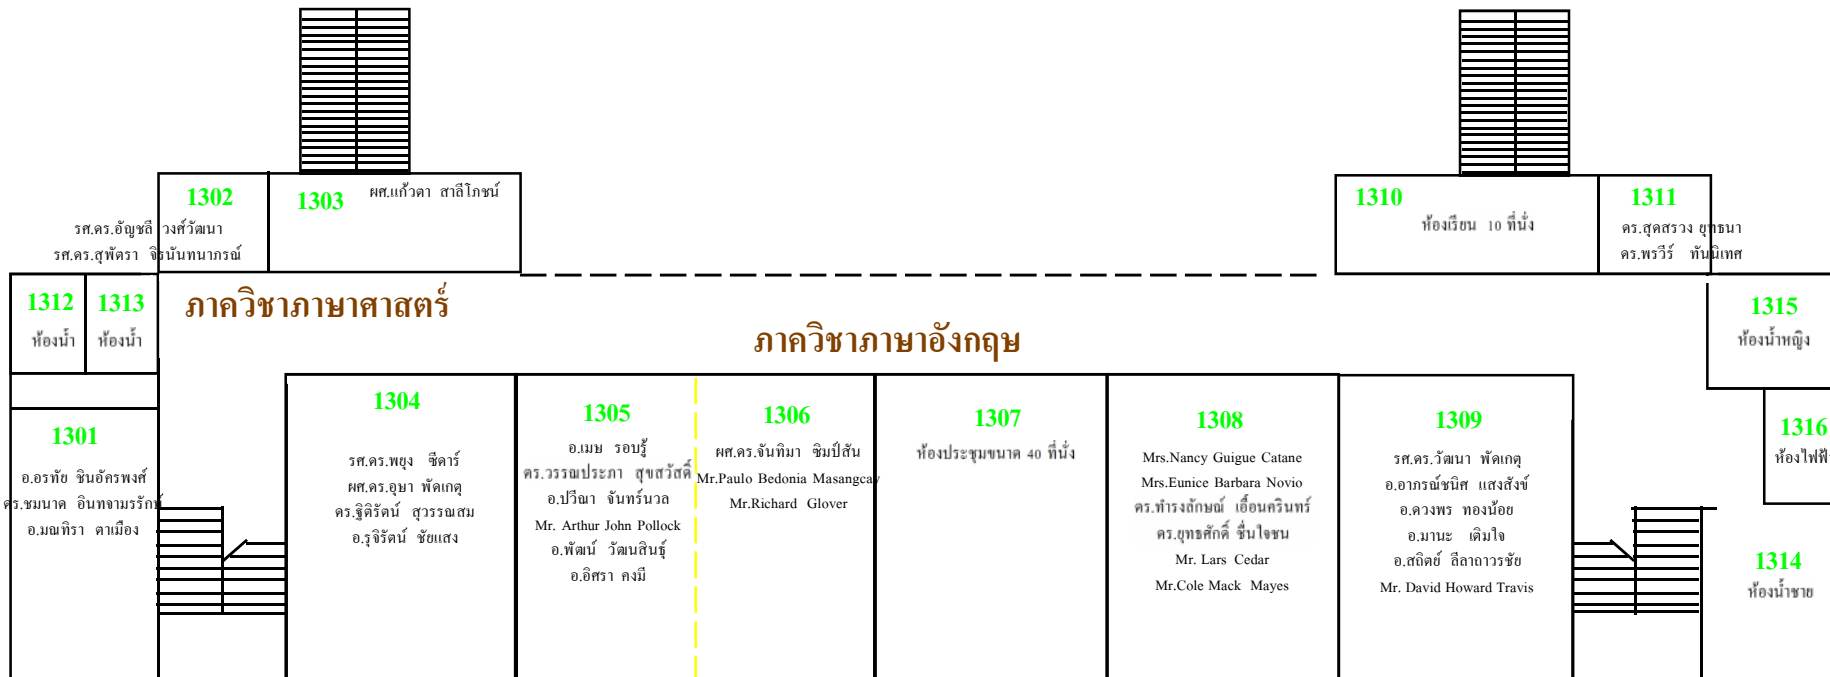 1302
รศ.ดร.อัญชลี วงศ์วัฒนา
รศ.ดร.สุพัตรา จิรนันทนาภรณ์
1303
ผศ.แก้วตา สาลีโภชน์
1310
ห้องเรียน 10 ที่นั่ง
1311
ดร.สุดสรวง ยุทธนา
ดร.พรวีร์ ทันนิเทศ
1312
ห้องน้ำ
1313
ห้องน้ำ
ภาควิชาภาษาศาสตร์
ภาควิชาภาษาอังกฤษ
1315
ห้องน้ำหญิง
1301
อ.อรทัย ชินอัครพงศ์
ดร.ชมนาด อินทจามรรักษ์
อ.มณทิรา ตาเมือง
1304
รศ.ดร.พยุง ซีดาร์
ผศ.ดร.อุษา พัดเกตุ
ดร.ฐิติรัตน์ สุวรรณสม
อ.รุจิรัตน์ ชัยแสง
1305
อ.เมษ รอบรู้
ดร.วรรณประภา สุขสวัสดิ์
อ.ปวีณา จันทร์นวล
Mr. Arthur John Pollock
อ.พัฒน์ วัฒนสินธุ์
อ.อิศรา คงมี
1306
ผศ.ดร.จันทิมา ซิมป์สัน
Mr.Paulo Bedonia Masangcay
Mr.Richard Glover
1307
ห้องประชุมขนาด 40 ที่นั่ง
1308
Mrs.Nancy Guigue Catane
Mrs.Eunice Barbara Novio
ดร.ทำรงลักษณ์ เอื้อนครินทร์
ดร.ยุทธศักดิ์ ชื่นใจชน
Mr. Lars Cedar
Mr.Cole Mack Mayes
1309
รศ.ดร.วัฒนา พัดเกตุ
อ.อาภรณ์ชนิศ แสงสังข์
อ.ดวงพร ทองน้อย
อ.มานะ เติมใจ
อ.สถิตย์ ลีลาถาวรชัย
Mr. David Howard Travis
1316
ห้องไฟฟ้า
1314
ห้องน้ำชาย